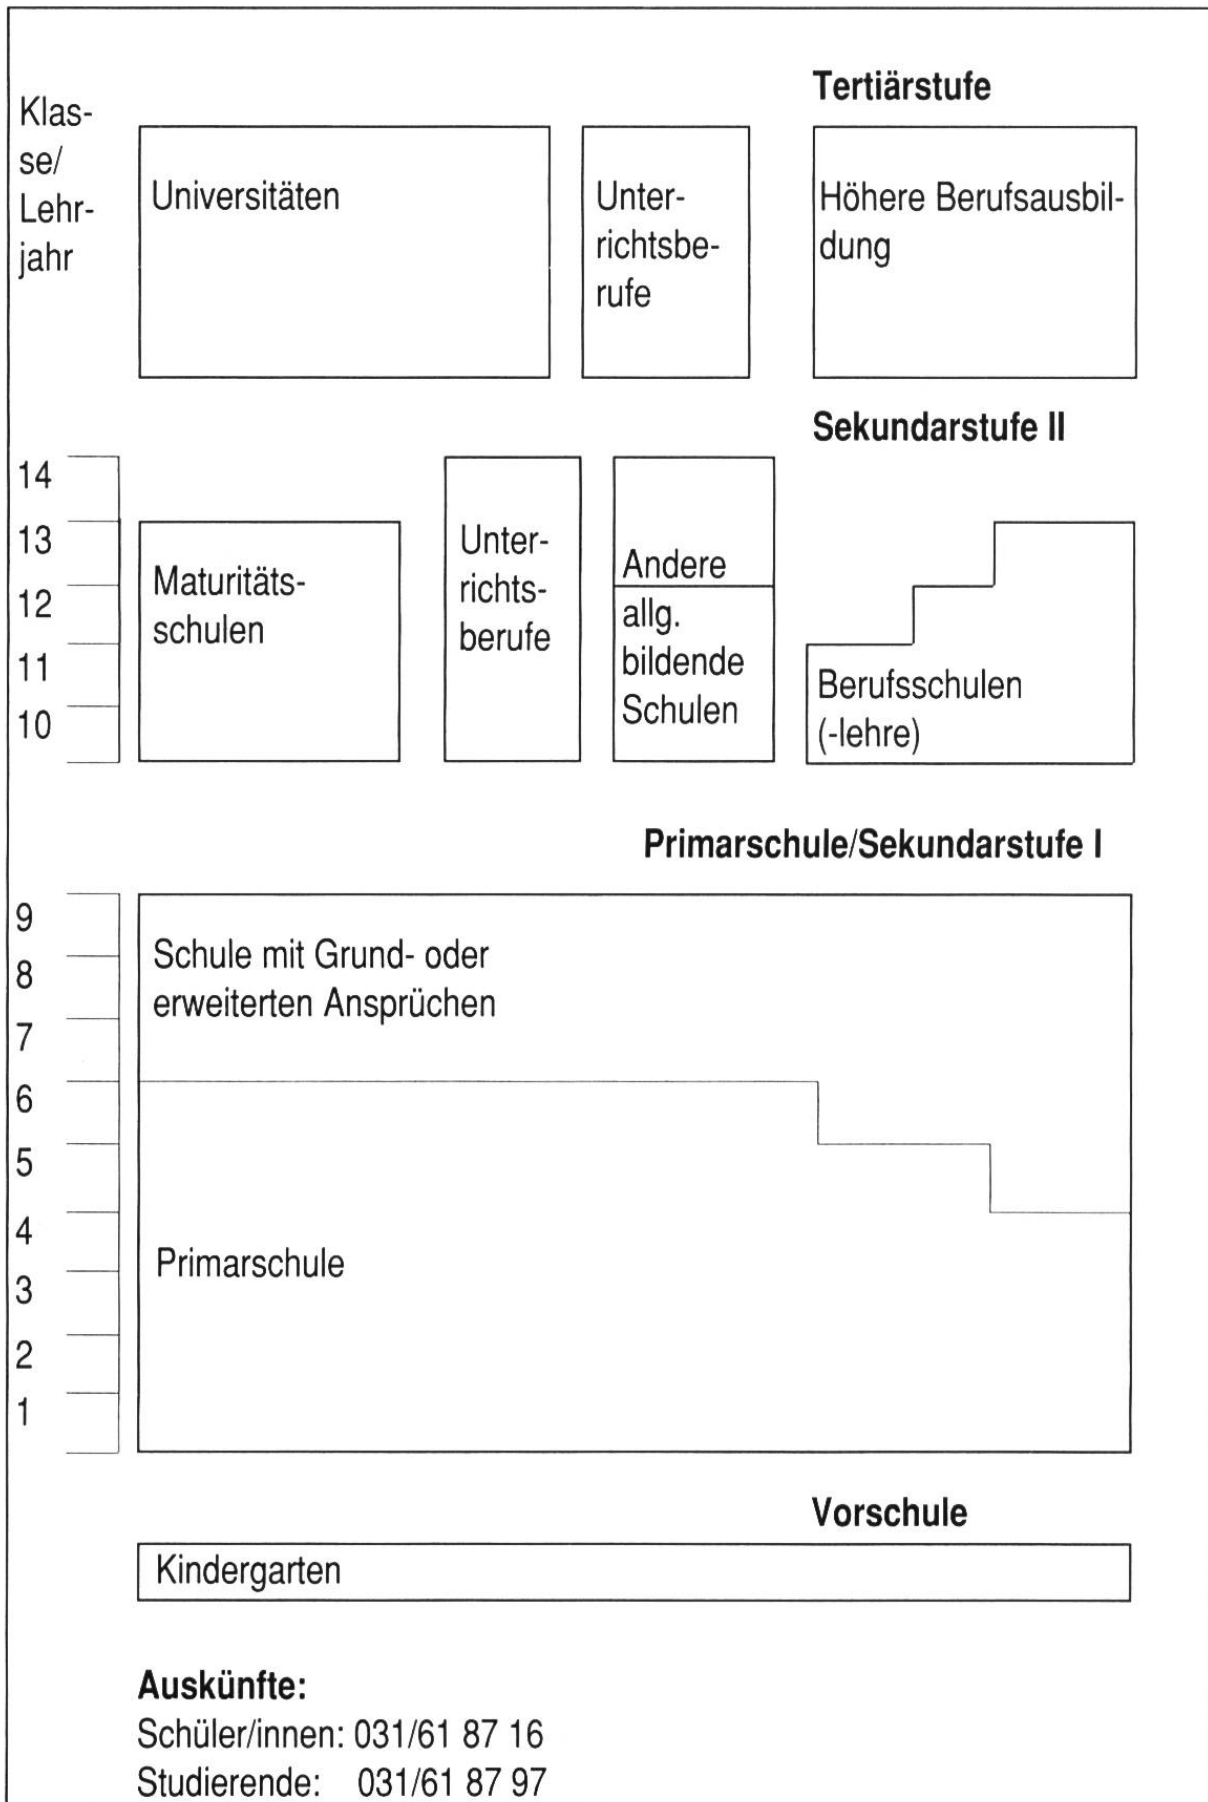 Klas-
se/
Lehr-
jahr
Tertiärstufe
Universitäten
Unter-
richtsbe-
rufe
Höhere Berufsausbil-
dung
Sekundarstufe II
14
13
12
11
10
Maturitäts-
schulen
Unter-
richts-
berufe
Andere
allg.
bildende
Schulen
Berufsschulen
(-lehre)
Primarschule/Sekundarstufe I
9
8
7
6
5
4
3
2
1
Schule mit Grund- oder
erweiterten Ansprüchen
Primarschule
Vorschule
Kindergarten
Auskünfte:
Schüler/innen: 031/61 87 16
Studierende: 031/61 87 97